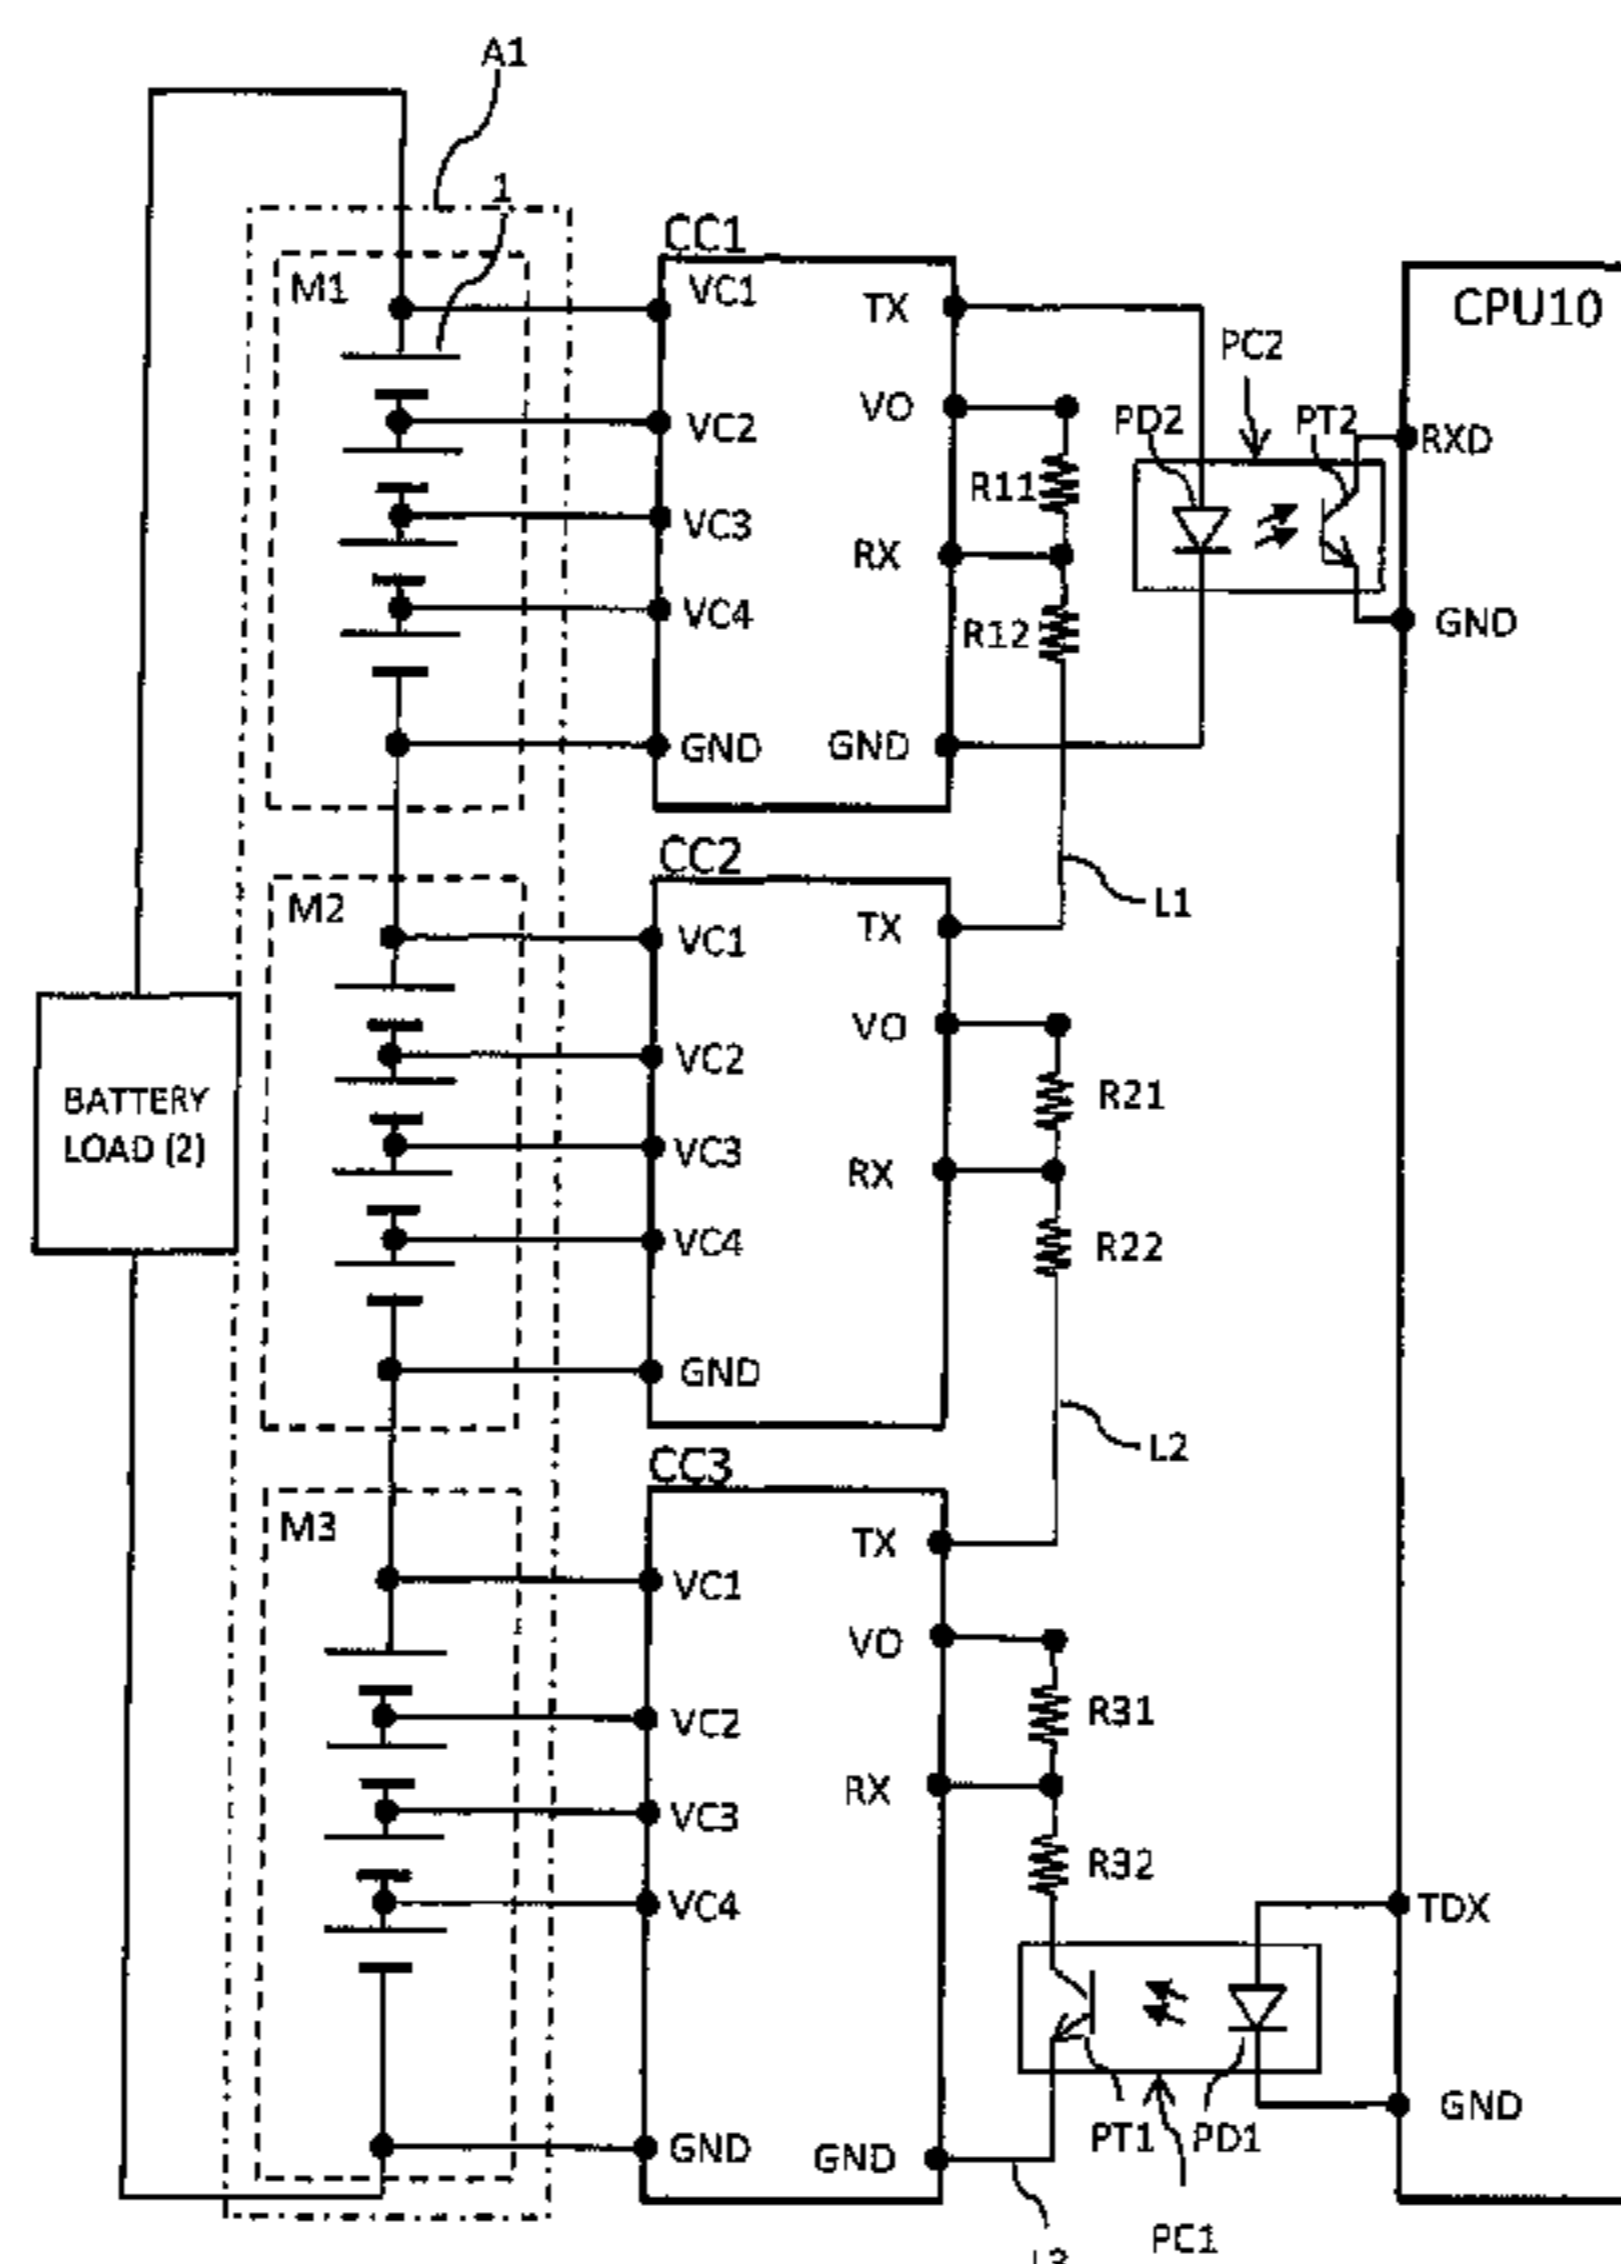 A1
1
CC1
M1
VC1
TX
CPU10
PC2
VO
PD2
PT2
VC2
RXD
R11
VC3
RX
VC4
R12
GND
GND
GND
CC2
L1
M2
TX
VC1
VO
VC2
R21
BATTERY
LOAD (2)
VC3
RX
VC4
R22
GND
L2
CC3
M3
TX
VC1
VO
R31
VC2
RX
VC3
R32
VC4
TDX
GND
PT1
PD1
GND
GND
PC1